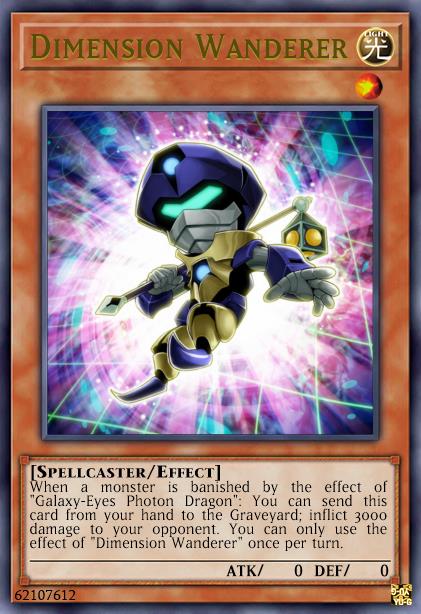 DIMENSION WANDERER
LIGHT
光
[SPELLCASTER/EFFECT]
When a monster is banished by the effect of
"Galaxy-Eyes Photon Dragon": You can send this
card from your hand to the Graveyard; inflict 3000
damage to your opponent. You can only use the
effect of "Dimension Wanderer" once per turn.
ATK/ 0 DEF/ 0
62107612